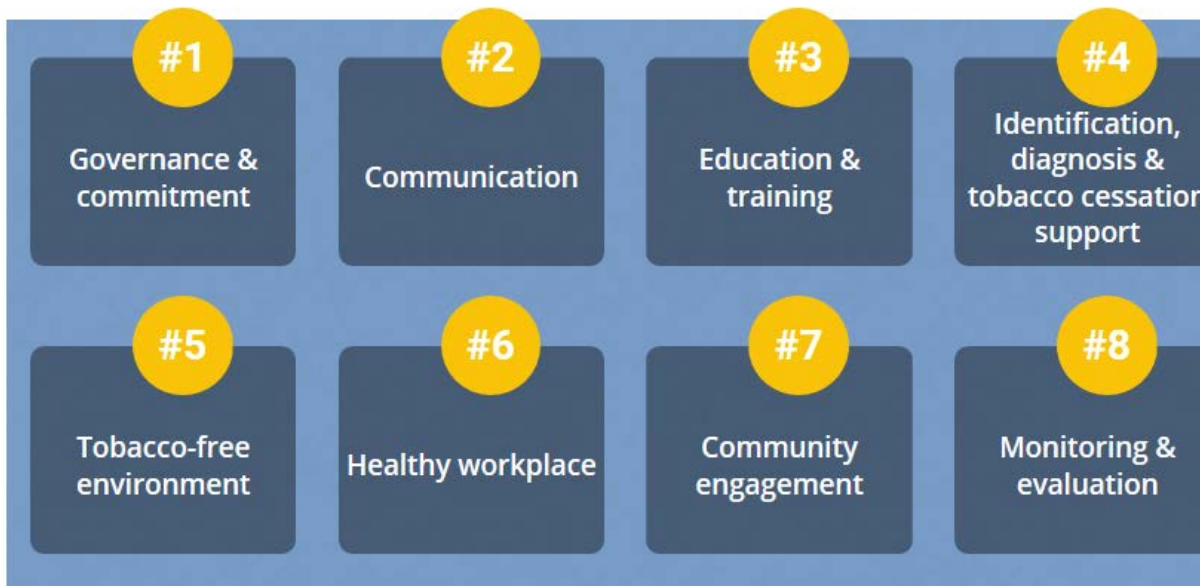 #1
Governance &
commitment
#2
Communication
#3
Education &
training
#4
Identification,
diagnosis &
tobacco cessation
support
#5
Tobacco-free
environment
#6
Healthy workplace
#7
Community
engagement
#8
Monitoring &
evaluation